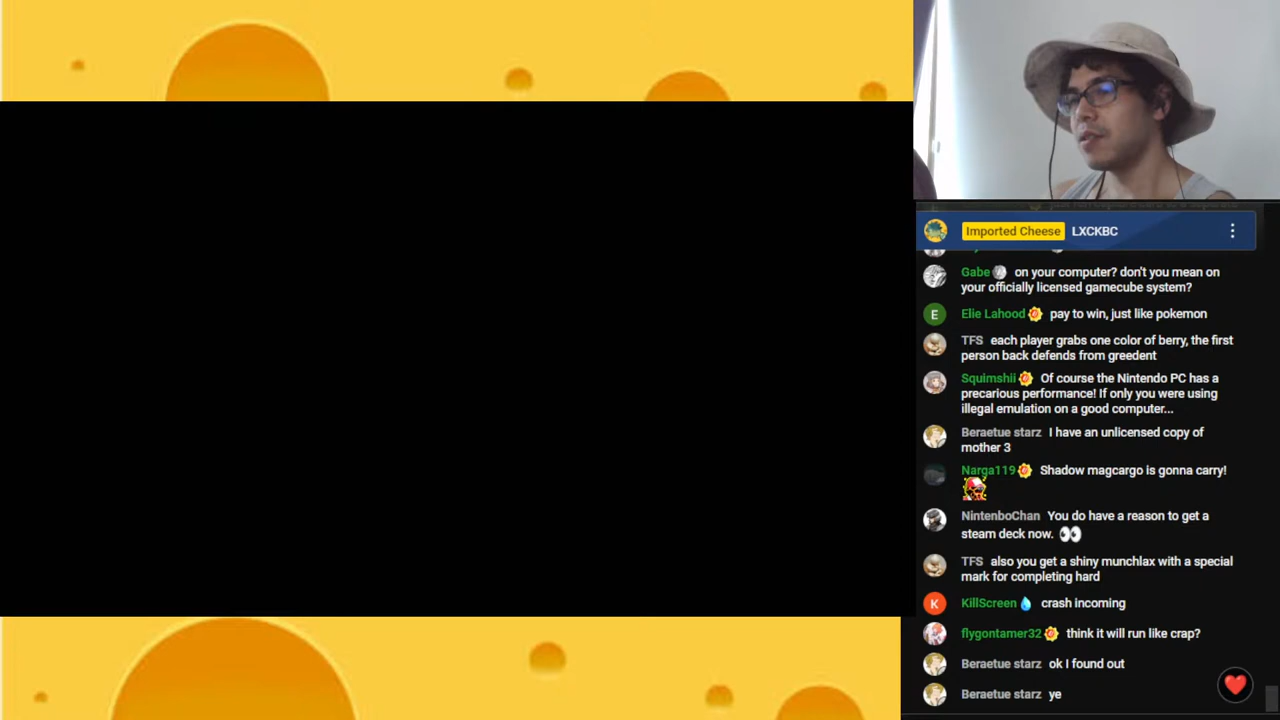 Imported Cheese LXCKBC
Gabe on your computer? don't you mean on
your officially licensed gamecube system?
Elie Lahood pay to win, just like pokemon
TFS each player grabs one color of berry, the first
person back defends from greedent
Squimshii Of course the Nintendo PC has a
precarious performance! If only you were using
illegal emulation on a good computer...
Beraetue starz I have an unlicensed copy of
mother 3
Narga119 Shadow magcargo is gonna carry!
NintenboChan You do have a reason to get a
steam deck now. 👀
TFS also you get a shiny munchlax with a special
mark for completing hard
K KillScreen crash incoming
flygontamer32 think it will run like crap?
Beraetue starz ok I found out
Beraetue starz ye